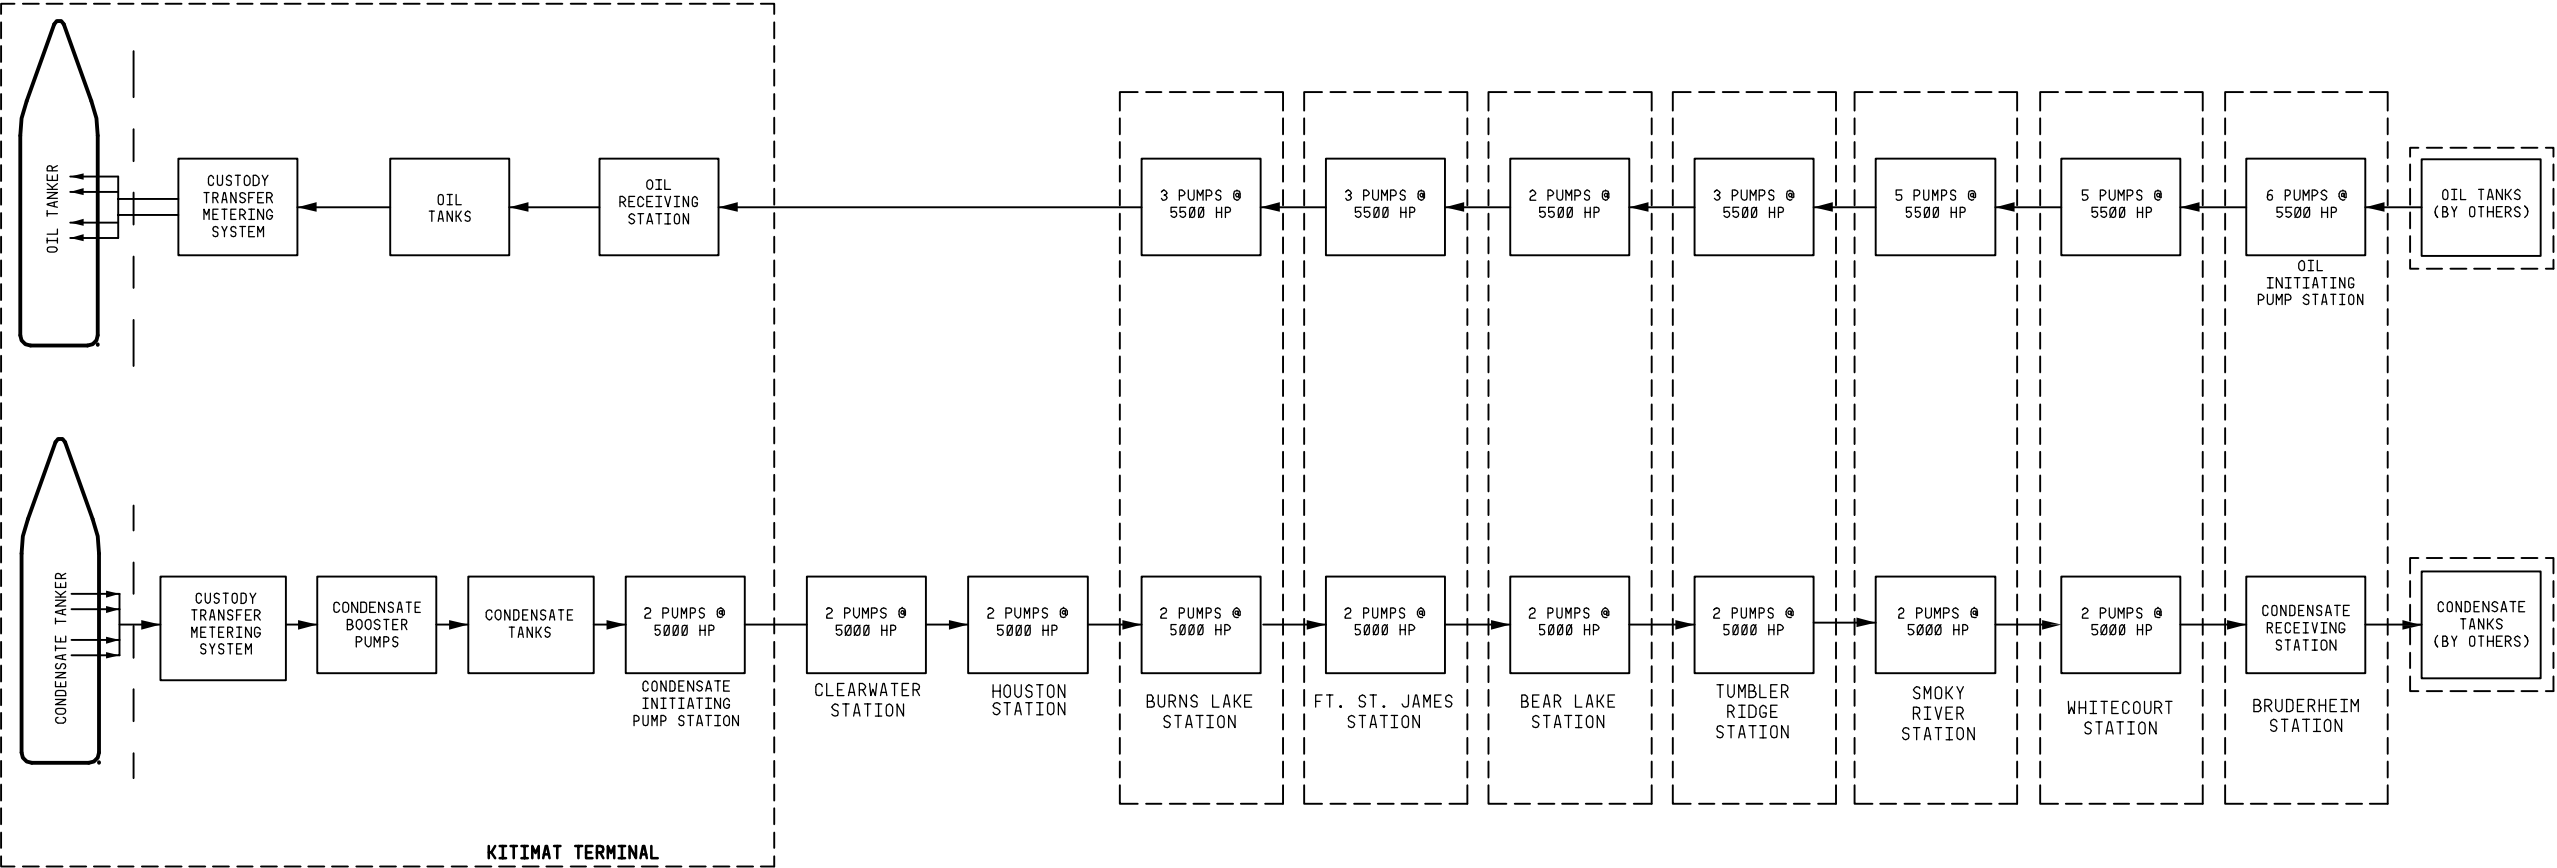 OIL TANKER
CUSTODY
TRANSFER
METERING
SYSTEM
OIL
TANKS
OIL
RECEIVING
STATION
3 PUMPS @
5500 HP
3 PUMPS @
5500 HP
2 PUMPS @
5500 HP
3 PUMPS @
5500 HP
5 PUMPS @
5500 HP
5 PUMPS @
5500 HP
6 PUMPS @
5500 HP
OIL
INITIATING
PUMP STATION
OIL TANKS
(BY OTHERS)
CONDENSATE TANKER
CUSTODY
TRANSFER
METERING
SYSTEM
CONDENSATE
BOOSTER
PUMPS
CONDENSATE
TANKS
2 PUMPS @
5000 HP
CONDENSATE
INITIATING
PUMP STATION
2 PUMPS @
5000 HP
CLEARWATER
STATION
2 PUMPS @
5000 HP
HOUSTON
STATION
2 PUMPS @
5000 HP
BURNS LAKE
STATION
2 PUMPS @
5000 HP
FT. ST. JAMES
STATION
2 PUMPS @
5000 HP
BEAR LAKE
STATION
2 PUMPS @
5000 HP
TUMBLER
RIDGE
STATION
2 PUMPS @
5000 HP
SMOKY
RIVER
STATION
2 PUMPS @
5000 HP
WHITECOURT
STATION
CONDENSATE
RECEIVING
STATION
BRUDERHEIM
STATION
CONDENSATE
TANKS
(BY OTHERS)
KITIMAT TERMINAL